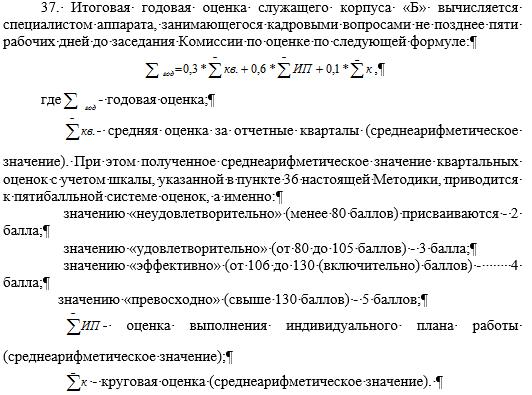 37. Итоговая годовая оценка служащего корпуса «Б» вычисляется
специалистом аппарата, занимающегося кадровыми вопросами не позднее пяти
рабочих дней до заседания Комиссии по оценке по следующей формуле:¶
∑год=0,3*∑кв.+0,6*∑ИП+0,1*∑к,¶
где ∑год - годовая оценка;¶
∑кв.- средняя оценка за отчетные кварталы (среднеарифметическое
значение). При этом полученное среднеарифметическое значение квартальных
оценок с учетом шкалы, указанной в пункте 36 настоящей Методики, приводится
к пятибалльной системе оценок, а именно:¶
значению «неудовлетворительно» (менее 80 баллов) присваиваются - 2
балла;¶
значению «удовлетворительно» (от 80 до 105 баллов) - 3 балла;¶
значению «эффективно» (от 106 до 130 (включительно) баллов) - 4
балла;¶
значению «превосходно» (свыше 130 баллов) - 5 баллов;¶
∑ИП - оценка выполнения индивидуального плана работы
(среднеарифметическое значение);¶
∑к - круговая оценка (среднеарифметическое значение). ¶